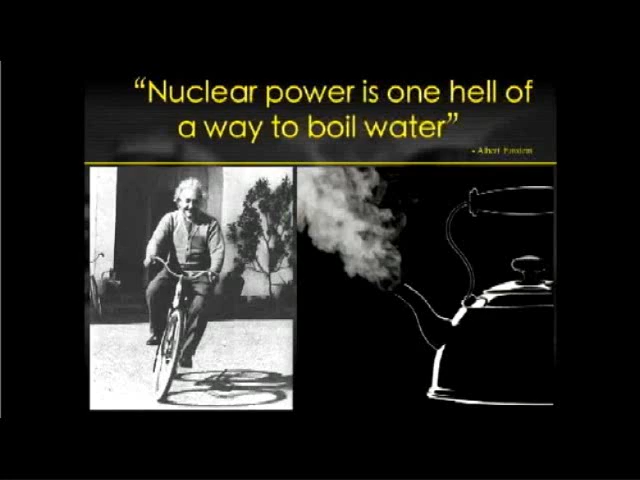 “Nuclear power is one hell of
a way to boil water”
- Albert Einstein